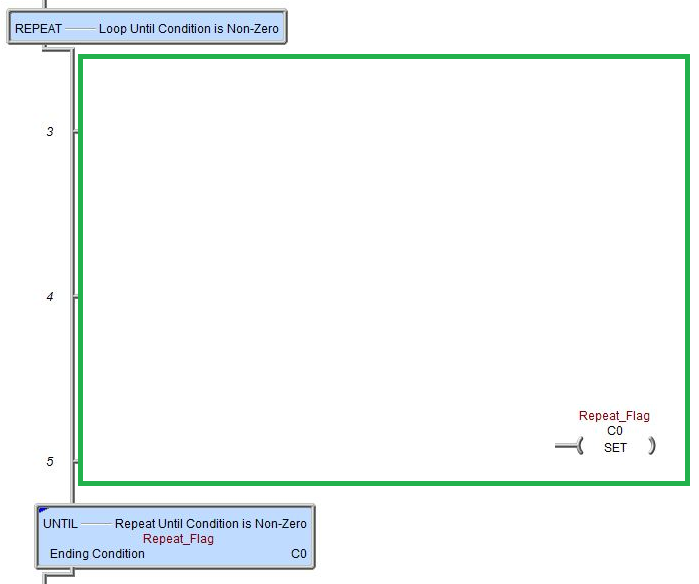 REPEAT Loop Until Condition is Non-Zero
3
4
Repeat_Flag
C0
SET
5
UNTIL Repeat Until Condition is Non-Zero
Repeat_Flag
Ending Condition C0